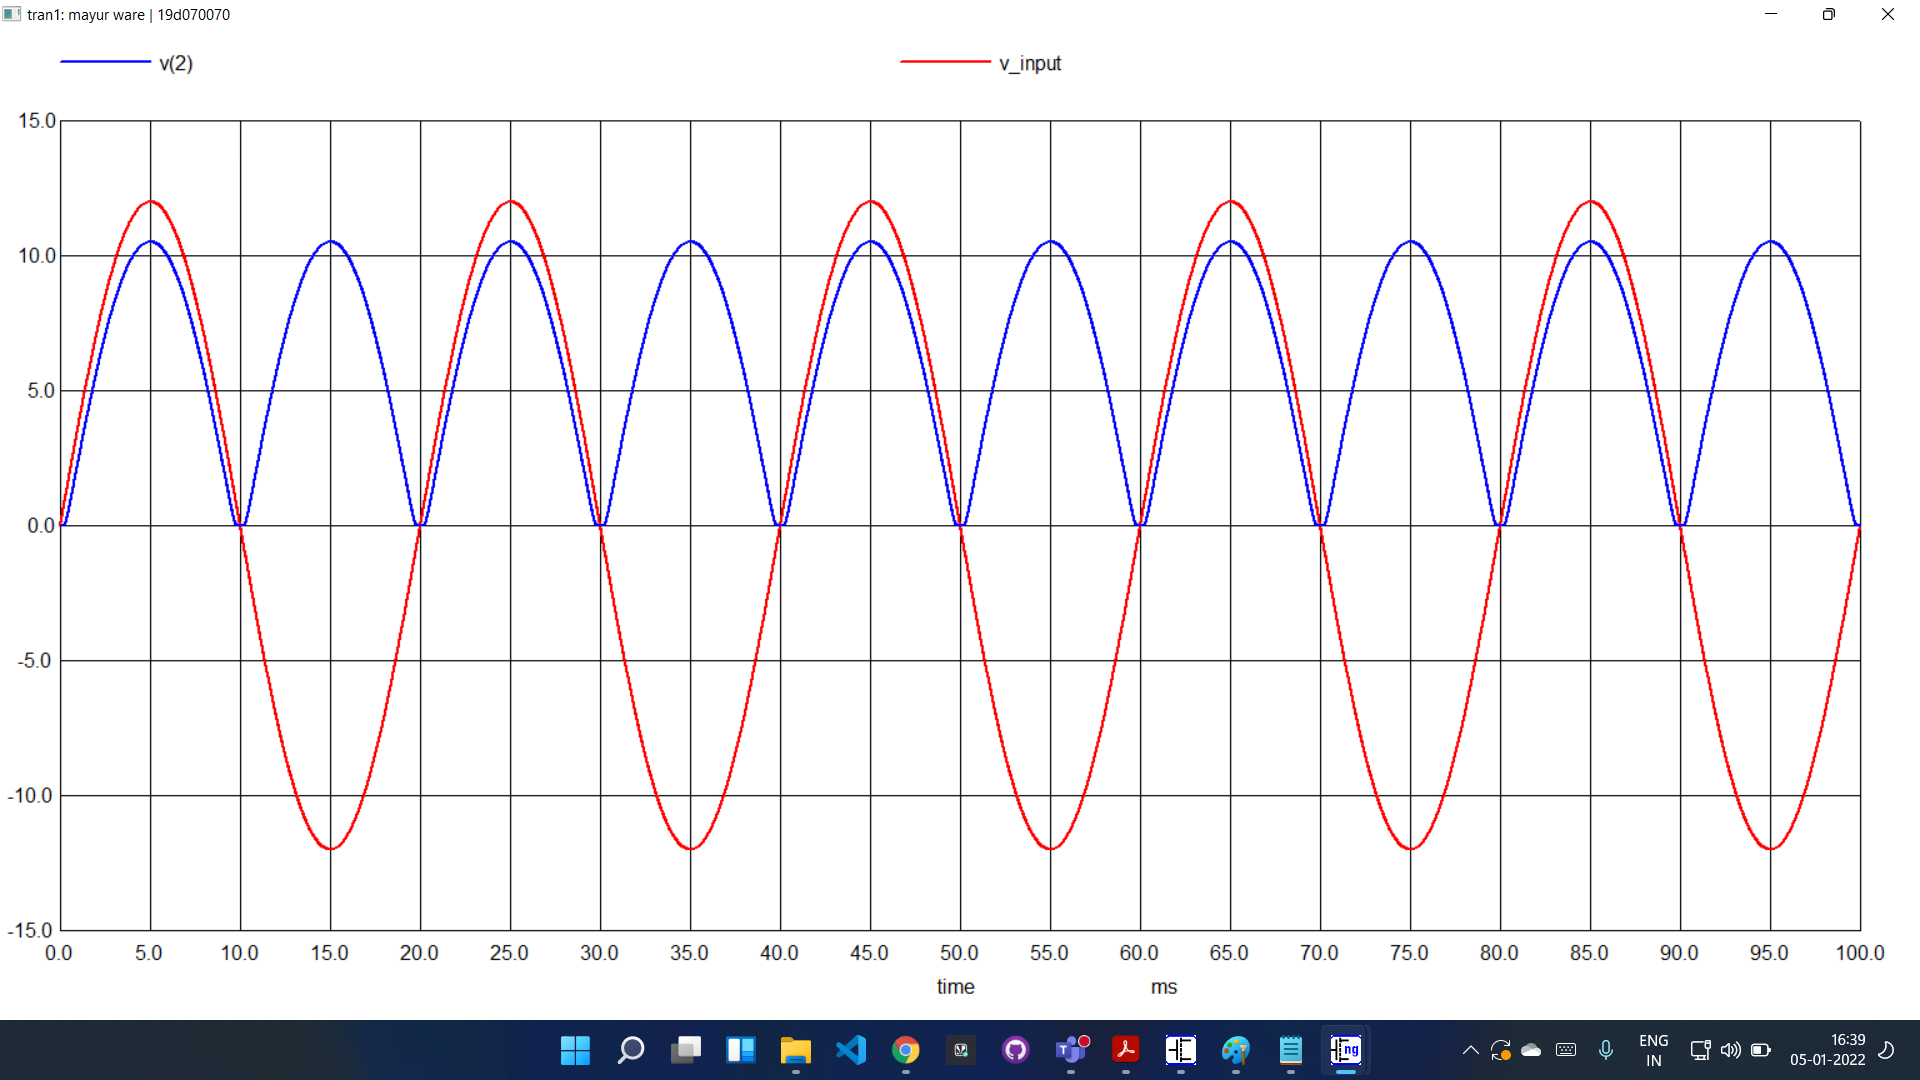 tran1: mayur ware | 19d070070
v(2) v_input
15.0
10.0
5.0
0.0
-5.0
-10.0
-15.0
0.0 5.0 10.0 15.0 20.0 25.0 30.0 35.0 40.0 45.0 50.0 55.0 60.0 65.0 70.0 75.0 80.0 85.0 90.0 95.0 100.0
time ms
T ng
ENG 16:39
IN 05-01-2022